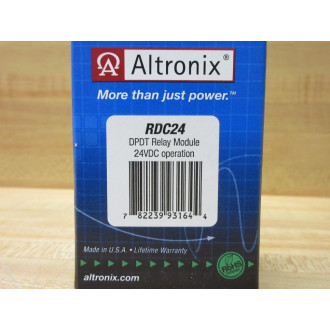 Altronix®
More than just power.™
RDC24
DPDT Relay Module
24VDC operation
7 82239 93164 4
Made in U.S.A. • Lifetime Warranty
RoHS
altronix.com